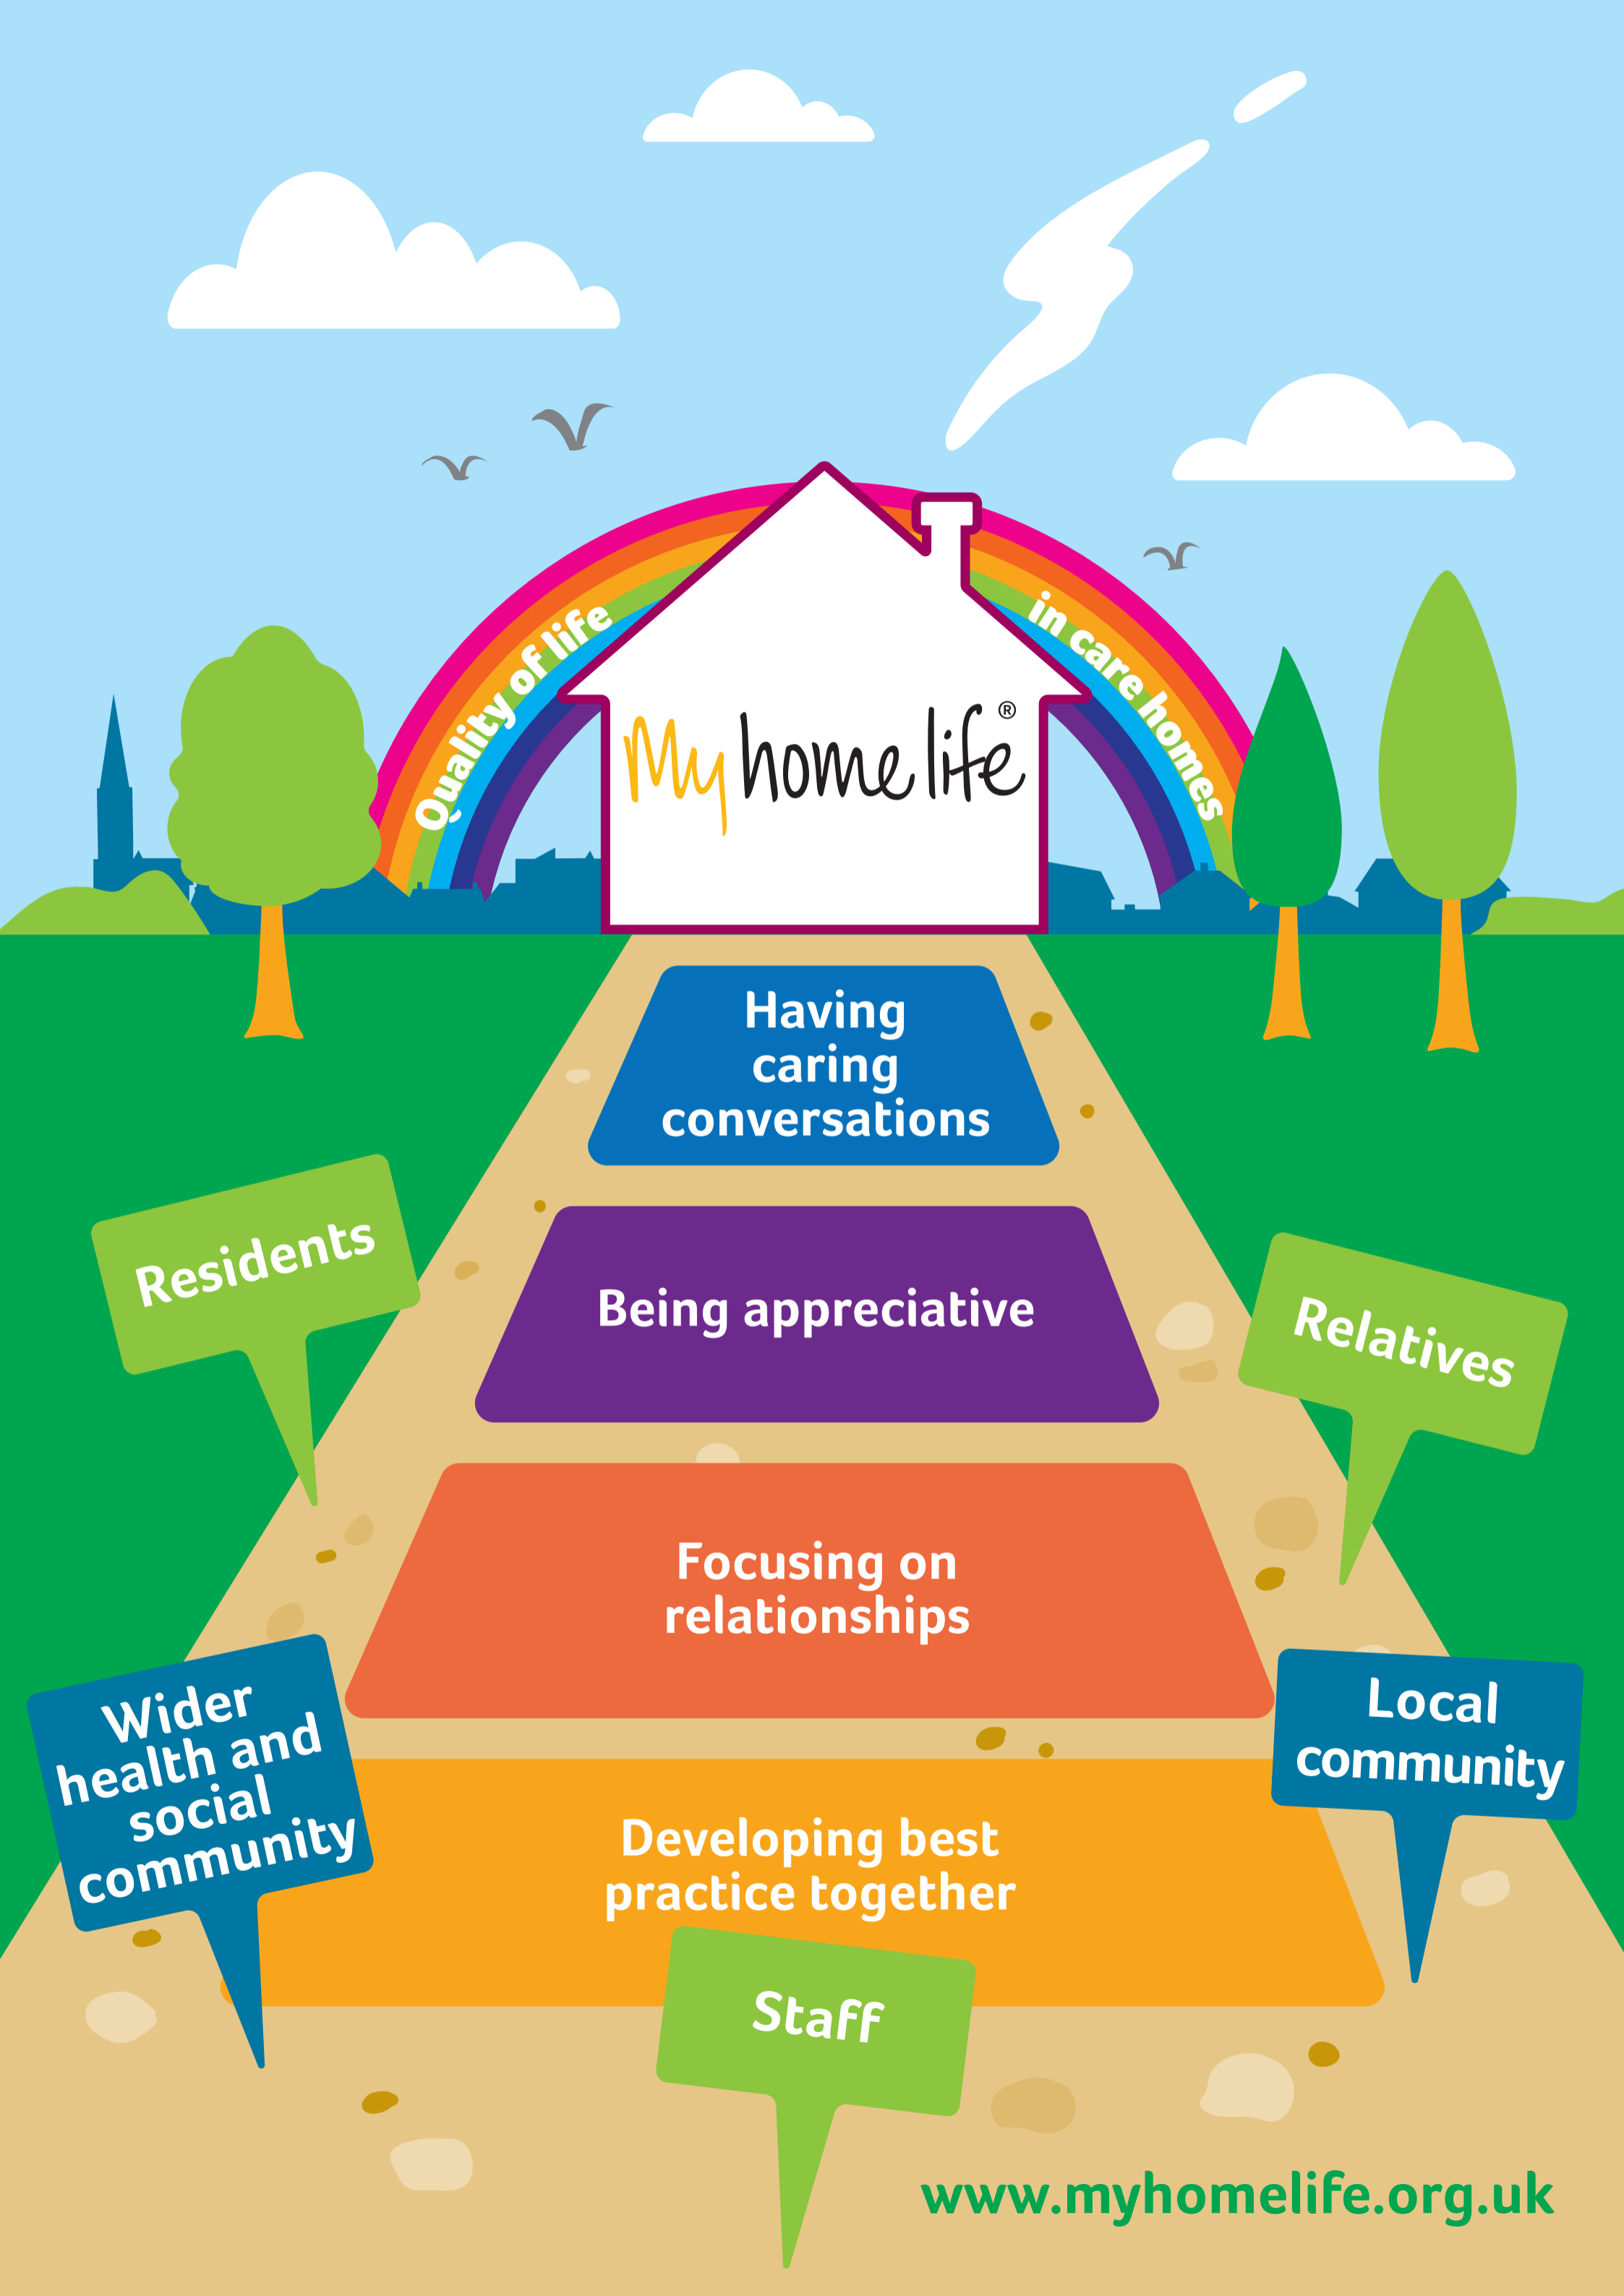 Quality of life
in care homes
My home life®
Having
caring
conversations
Residents
Being appreciative
Relatives
Focusing on
relationships
Wider
health and
social
community
Local
community
Developing best
practice together
Staff
www.myhomelife.org.uk